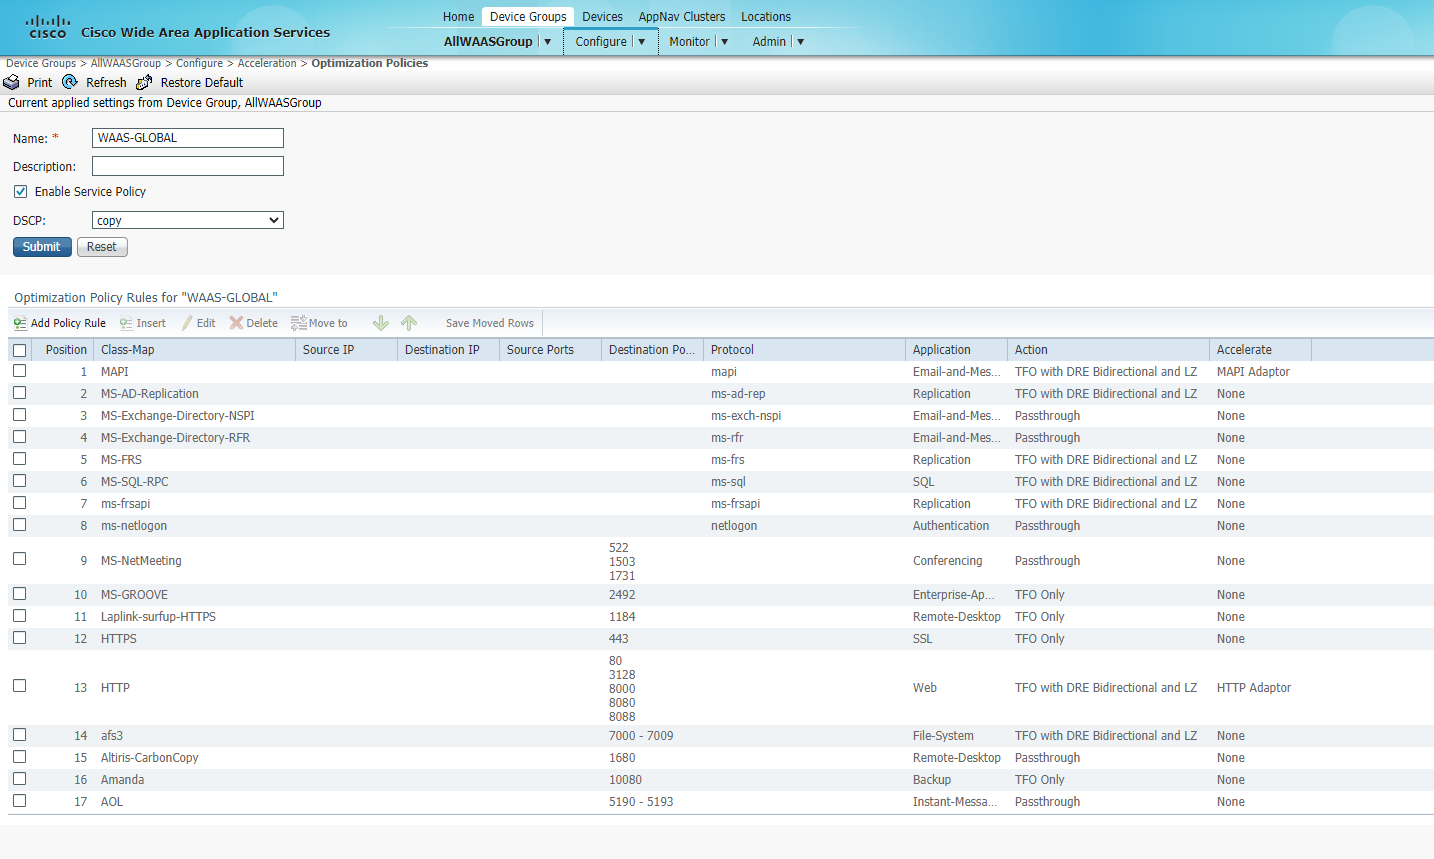 Home Device Groups Devices AppNav Clusters Locations
cisco Cisco Wide Area Application Services
AllWAASGroup Configure Monitor Admin
Device Groups > AllWAASGroup > Configure > Acceleration > Optimization Policies
Print Refresh Restore Default
Current applied settings from Device Group, AllWAASGroup
Name: * WAAS-GLOBAL
Description:
Enable Service Policy
DSCP: copy
Submit Reset
Optimization Policy Rules for "WAAS-GLOBAL"
Add Policy Rule Insert Edit Delete Move to Save Moved Rows
Position Class-Map Source IP Destination IP Source Ports Destination Po... Protocol Application Action Accelerate
1 MAPI mapi Email-and-Mes... TFO with DRE Bidirectional and LZ MAPI Adaptor
2 MS-AD-Replication ms-ad-rep Replication TFO with DRE Bidirectional and LZ None
3 MS-Exchange-Directory-NSPI ms-exch-nspi Email-and-Mes... Passthrough None
4 MS-Exchange-Directory-RFR ms-rfr Email-and-Mes... Passthrough None
5 MS-FRS ms-frs Replication TFO with DRE Bidirectional and LZ None
6 MS-SQL-RPC ms-sql SQL TFO with DRE Bidirectional and LZ None
7 ms-frsapi ms-frsapi Replication TFO with DRE Bidirectional and LZ None
8 ms-netlogon netlogon Authentication Passthrough None
522
9 MS-NetMeeting 1503 Conferencing Passthrough None
1731
10 MS-GROOVE 2492 Enterprise-Ap... TFO Only None
11 Laplink-surfup-HTTPS 1184 Remote-Desktop TFO Only None
12 HTTPS 443 SSL TFO Only None
80
3128
13 HTTP 8000 Web TFO with DRE Bidirectional and LZ HTTP Adaptor
8080
8088
14 afs3 7000 - 7009 File-System TFO with DRE Bidirectional and LZ None
15 Altiris-CarbonCopy 1680 Remote-Desktop Passthrough None
16 Amanda 10080 Backup TFO Only None
17 AOL 5190 - 5193 Instant-Messa... Passthrough None